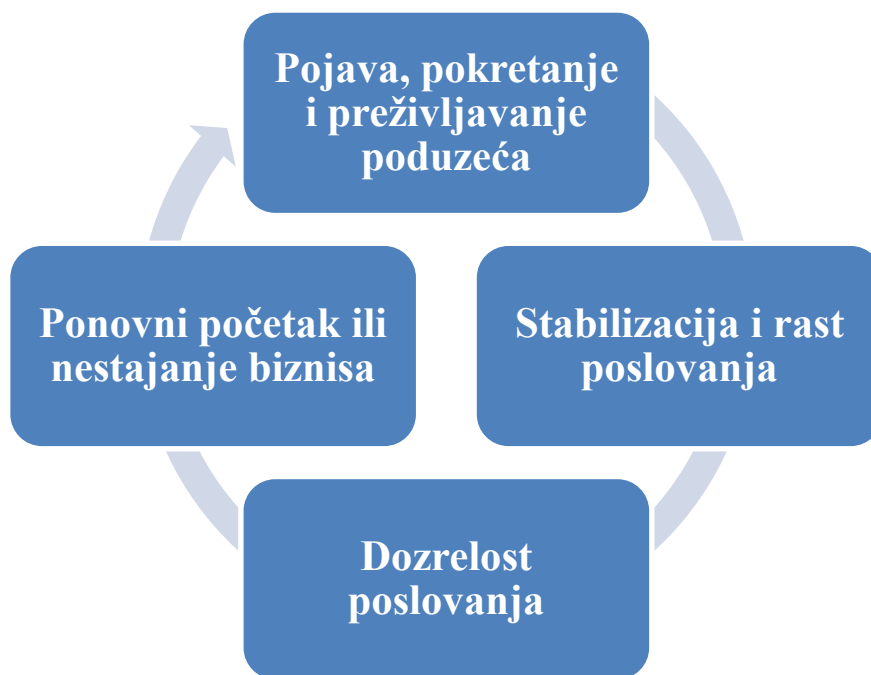 Pojava, pokretanje
i preživljavanje
poduzeća
Stabilizacija i rast
poslovanja
Dozrelost
poslovanja
Ponovni početak ili
nestajanje biznisa